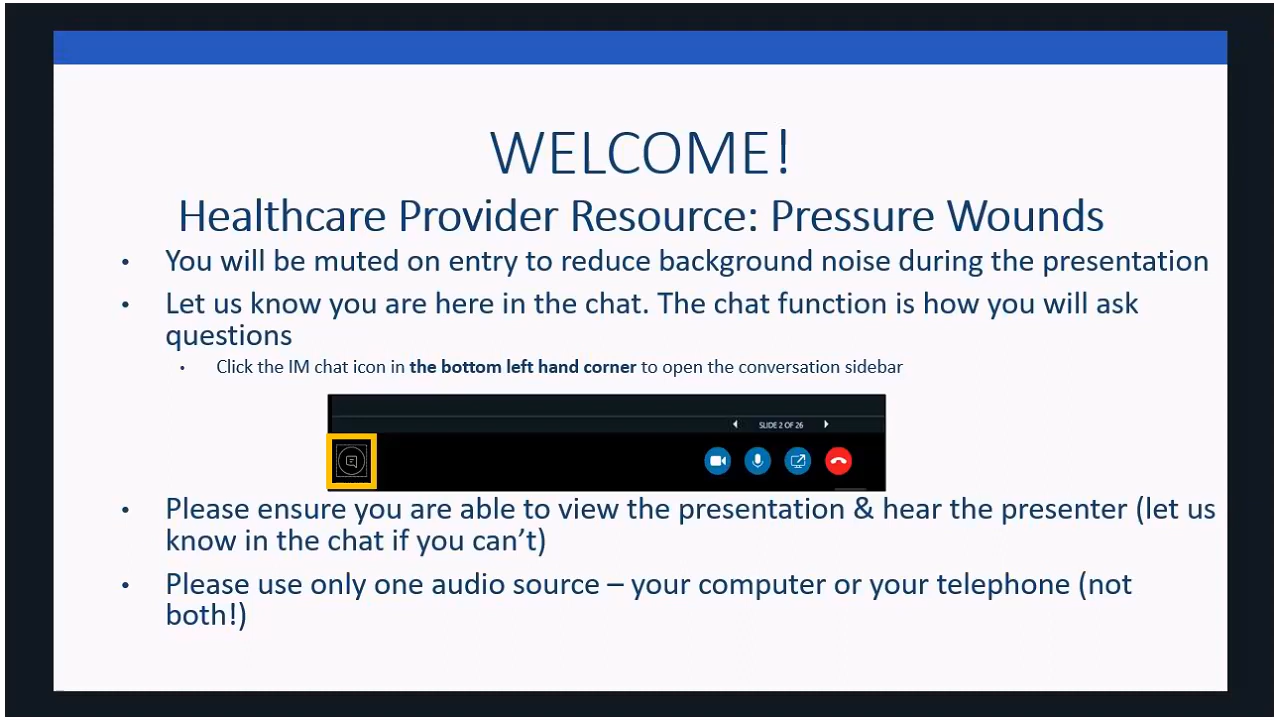 WELCOME!
Healthcare Provider Resource: Pressure Wounds
• You will be muted on entry to reduce background noise during the presentation
• Let us know you are here in the chat. The chat function is how you will ask
questions
• Click the IM chat icon in the bottom left hand corner to open the conversation sidebar
SLIDE 2 OF 26
• Please ensure you are able to view the presentation & hear the presenter (let us
know in the chat if you can’t)
• Please use only one audio source – your computer or your telephone (not
both!)